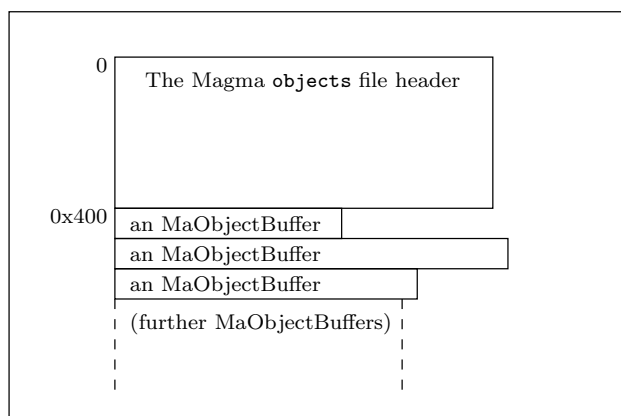 0
The Magma objects file header
0x400
an MaObjectBuffer
an MaObjectBuffer
an MaObjectBuffer
(further MaObjectBuffers)